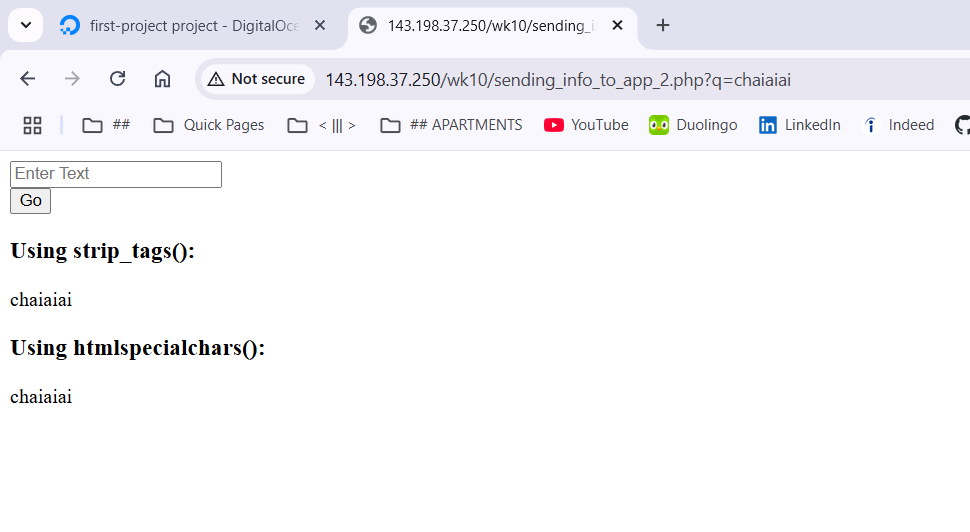 first-project project - DigitalOce
143.198.37.250/wk10/sending_i
Not secure 143.198.37.250/wk10/sending_info_to_app_2.php?q=chaiaiai
## Quick Pages < ||| > ## APARTMENTS YouTube Duolingo LinkedIn Indeed
Enter Text
Go
Using strip_tags():
chaiaiai
Using htmlspecialchars():
chaiaiai